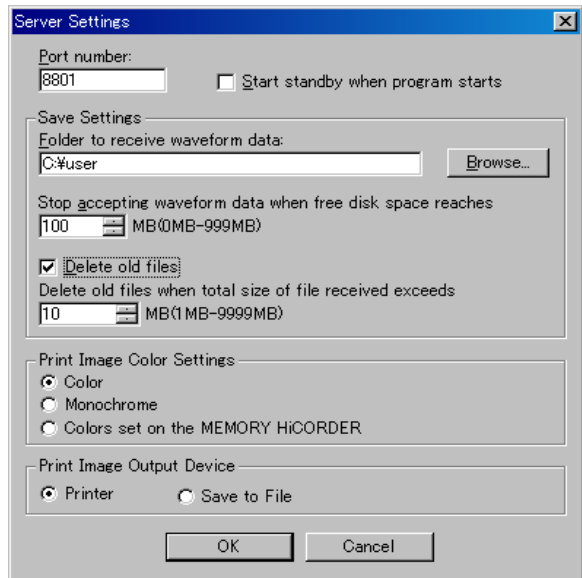 Server Settings
Port number:
8801
Start standby when program starts
Save Settings
Folder to receive waveform data:
C:¥user
Browse...
Stop accepting waveform data when free disk space reaches
100 MB(0MB-999MB)
Delete old files
Delete old files when total size of file received exceeds
10 MB(1MB-9999MB)
Print Image Color Settings
Color
Monochrome
Colors set on the MEMORY HiCORDER
Print Image Output Device
Printer Save to File
OK Cancel